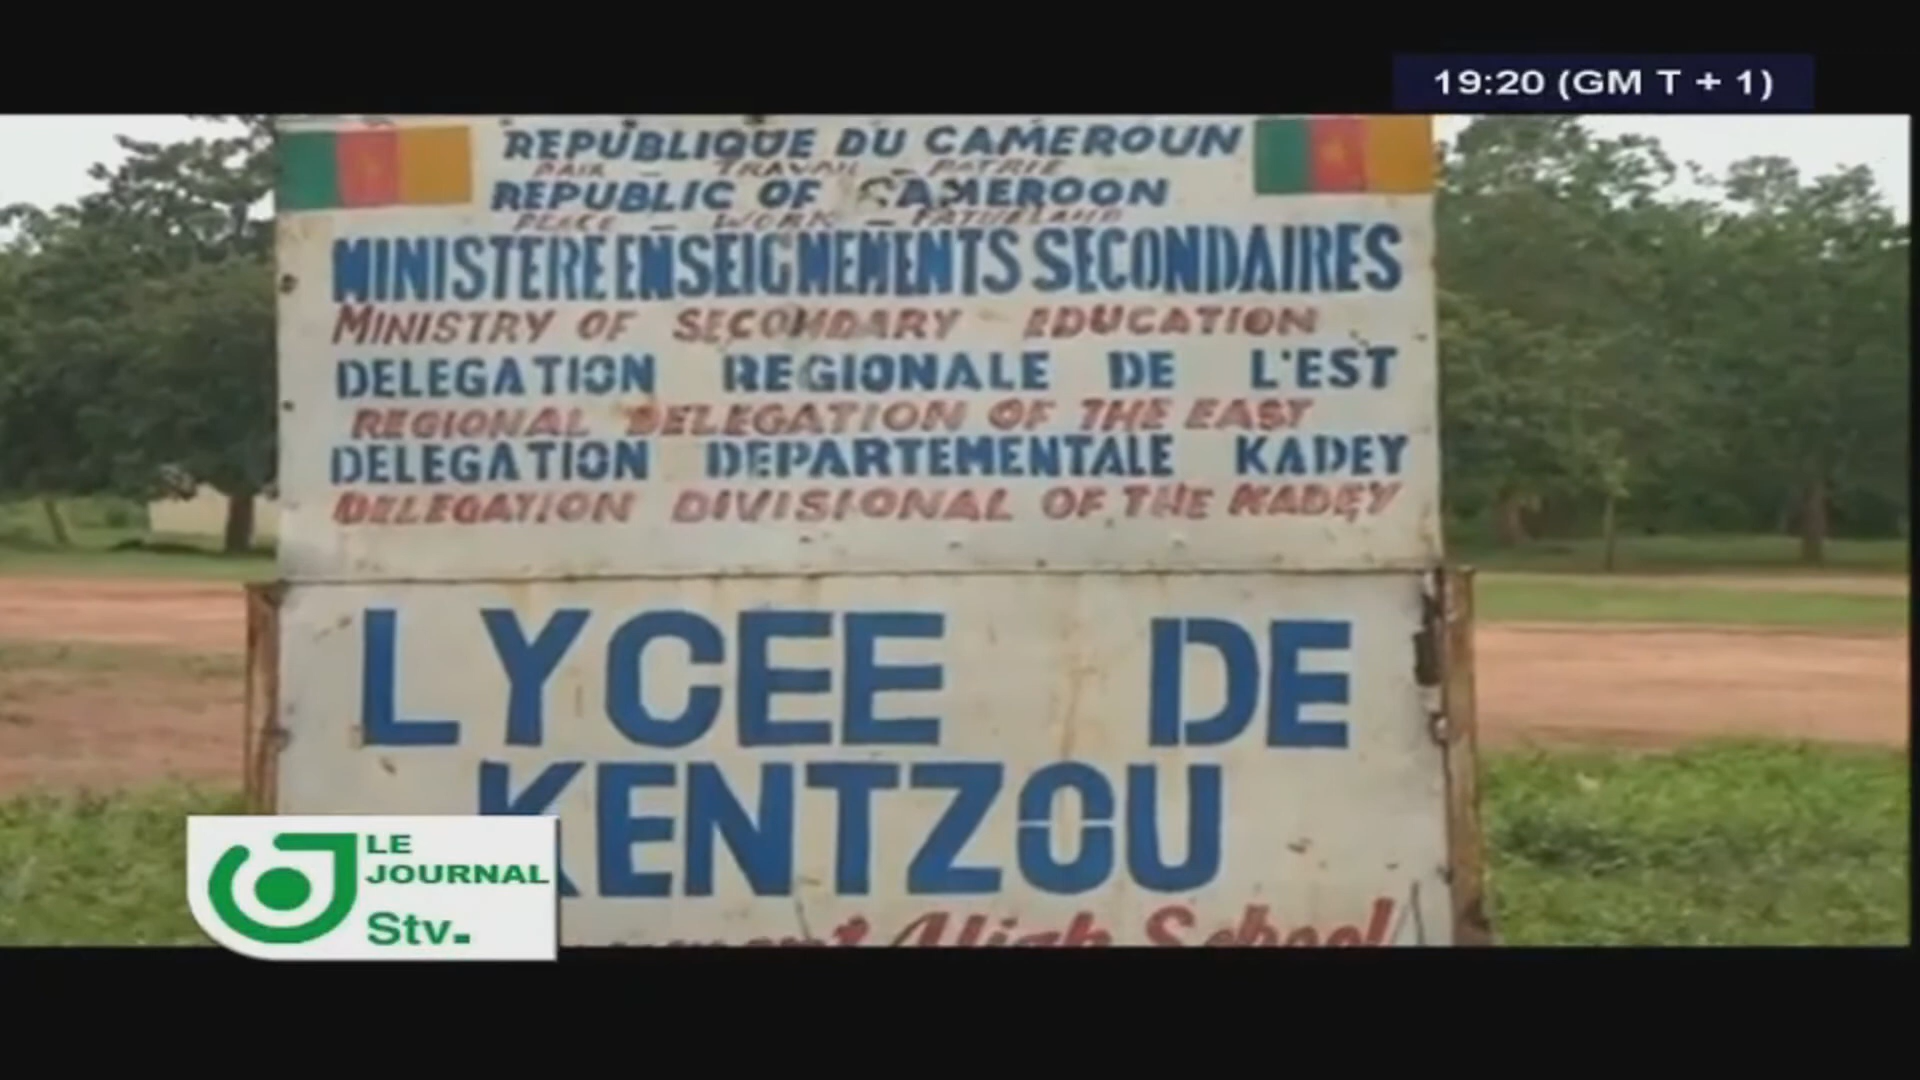 19:20 (GM T + 1)
REPUBLIQUE DU CAMEROUN
PAIX - TRAVAIL - PATRIE
REPUBLIC OF CAMEROON
PEACE - WORK - FATHERLAND
MINISTERE ENSEIGNEMENTS SECONDAIRES
MINISTRY OF SECONDARY EDUCATION
DELEGATION REGIONALE DE L'EST
REGIONAL DELEGATION OF THE EAST
DELEGATION DEPARTEMENTALE KADEY
DELEGATION DIVISIONAL OF THE KADEY
LYCEE DE
KENTZOU
High School
LE
JOURNAL
Stv.